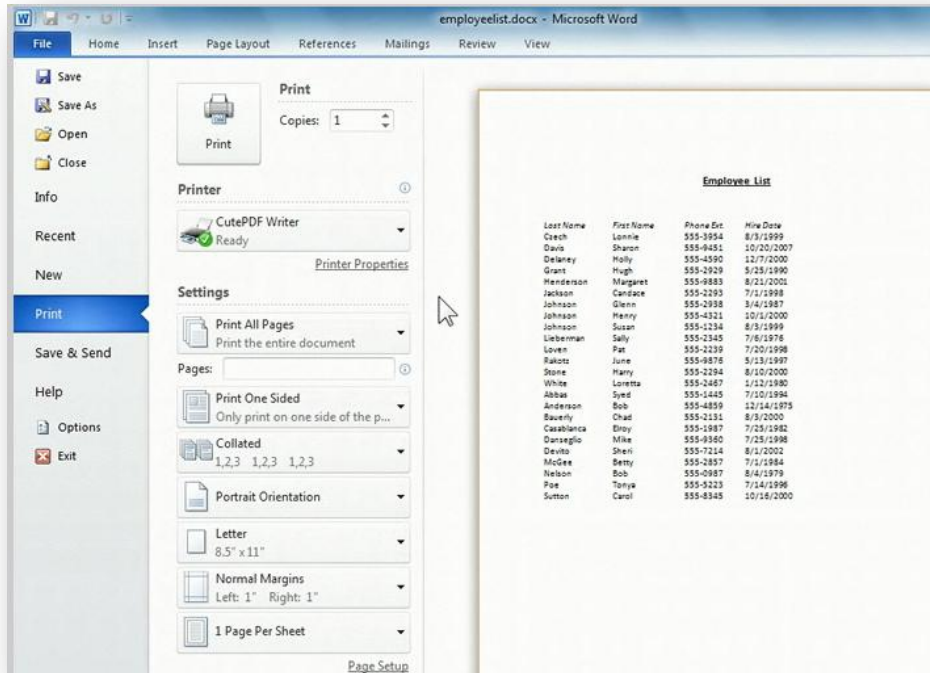 employeelist.docx - Microsoft Word
File Home Insert Page Layout References Mailings Review View
Save
Save As
Open
Close
Info
Recent
New
Print
Save & Send
Help
Options
Exit
Print
Print
Copies: 1
Printer
CutePDF Writer
Ready
Printer Properties
Settings
Print All Pages
Print the entire document
Pages:
Print One Sided
Only print on one side of the p...
Collated
1,2,3 1,2,3 1,2,3
Portrait Orientation
Letter
8.5" x 11"
Normal Margins
Left: 1" Right: 1"
1 Page Per Sheet
Page Setup
Employee List
Last Name First Name Phone Ext. Hire Date
Czech Lonnie 555-3954 8/3/1999
Davis Sharon 555-9451 10/20/2007
Delaney Holly 555-4590 12/7/2000
Grant Hugh 555-2929 5/25/1990
Henderson Margaret 555-9883 8/21/2001
Jackson Candace 555-2293 7/1/1998
Johnson Glenn 555-2938 3/4/1987
Johnson Henry 555-4321 10/1/2000
Johnson Susan 555-1234 8/3/1999
Lieberman Sally 555-2345 7/6/1976
Loven Pat 555-2239 7/20/1998
Rakotz June 555-9876 5/13/1997
Stone Harry 555-2294 8/10/2000
White Loretta 555-2467 1/12/1980
Abbas Syed 555-1445 7/10/1994
Anderson Bob 555-4859 12/14/1975
Bauerly Chad 555-2131 8/3/2000
Casablanca Elroy 555-1987 7/25/1982
Danseglio Mike 555-9360 7/25/1998
Devito Sheri 555-7214 8/1/2002
McGee Betty 555-2857 7/1/1984
Nelson Bob 555-0987 8/4/1979
Poe Tonya 555-5223 7/14/1996
Sutton Carol 555-8345 10/16/2000